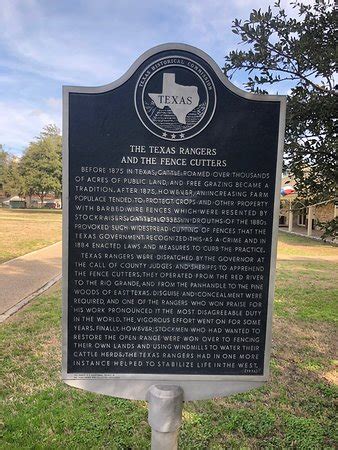 TEXAS HISTORICAL COMMISSION
TEXAS
THE TEXAS RANGERS
AND THE FENCE CUTTERS
BEFORE 1875 IN TEXAS, CATTLE ROAMED OVER THOUSANDS
OF ACRES OF PUBLIC LAND, AND FREE GRAZING BECAME A
TRADITION. AFTER 1875, HOWEVER, AN INCREASING FARM
POPULACE TENDED TO PROTECT CROPS AND OTHER PROPERTY
WITH BARBED WIRE FENCES WHICH WERE RESENTED BY
STOCKRAISERS. CATTLE LOSSES IN DROUTHS OF THE 1880s
PROVOKED SUCH WIDESPREAD CUTTING OF FENCES THAT THE
TEXAS GOVERNMENT RECOGNIZED THIS AS A CRIME AND IN
1884 ENACTED LAWS AND MEASURES TO CURB THE PRACTICE.
TEXAS RANGERS WERE DISPATCHED BY THE GOVERNOR AT
THE CALL OF COUNTY JUDGES AND SHERIFFS TO APPREHEND
THE FENCE CUTTERS. THEY OPERATED FROM THE RED RIVER
TO THE RIO GRANDE, AND FROM THE PANHANDLE TO THE PINE
WOODS OF EAST TEXAS. DISGUISE AND CONCEALMENT WERE
REQUIRED, AND ONE OF THE RANGERS WHO WON PRAISE FOR
HIS WORK PRONOUNCED IT THE MOST DISAGREEABLE DUTY
IN THE WORLD. THE VIGOROUS EFFORT WENT ON FOR SOME
YEARS. FINALLY, HOWEVER, STOCKMEN WHO HAD WANTED TO
RESTORE THE OPEN RANGE WERE WON OVER TO FENCING
THEIR OWN LANDS AND USING WINDMILLS TO WATER THEIR
CATTLE HERDS. THE TEXAS RANGERS HAD IN ONE MORE
INSTANCE HELPED TO STABILIZE LIFE IN THE WEST.